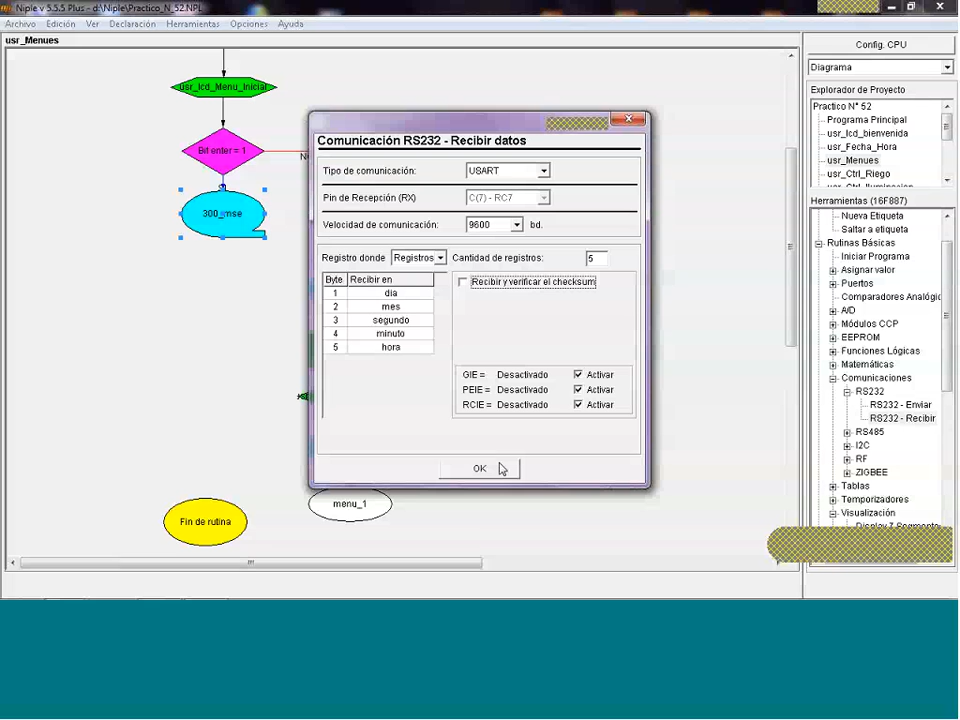 Niple v 5.5.5 Plus - d:\Niple\Practico_N_52.NPL
Archivo Edición Ver Declaración Herramientas Opciones Ayuda
usr_Menues
Config. CPU
Diagrama
Explorador de Proyecto
Practico N° 52
Programa Principal
usr_lcd_bienvenida
usr_Fecha_Hora
usr_Menues
usr_Ctrl_Riego
usr_Ctrl_Iluminacion
Herramientas (16F887)
Nueva Etiqueta
Saltar a etiqueta
Rutinas Básicas
Iniciar Programa
Asignar valor
Puertos
Comparadores Analógic
A/D
Módulos CCP
EEPROM
Funciones Lógicas
Matemáticas
Comunicaciones
RS232
RS232 - Enviar
RS232 - Recibir
RS485
I2C
RF
ZIGBEE
Tablas
Temporizadores
Visualización
Display 7 Segmento
usr_lcd_Menu_Inicial
Bit enter = 1
300_mse
Fin de rutina
menu_1
Comunicación RS232 - Recibir datos
Tipo de comunicación: USART
Pin de Recepción (RX) C(7) - RC7
Velocidad de comunicación: 9600 bd.
Registro donde Registros Cantidad de registros: 5
Byte Recibir en
1 dia
2 mes
3 segundo
4 minuto
5 hora
Recibir y verificar el checksum
GIE = Desactivado Activar
PEIE = Desactivado Activar
RCIE = Desactivado Activar
OK